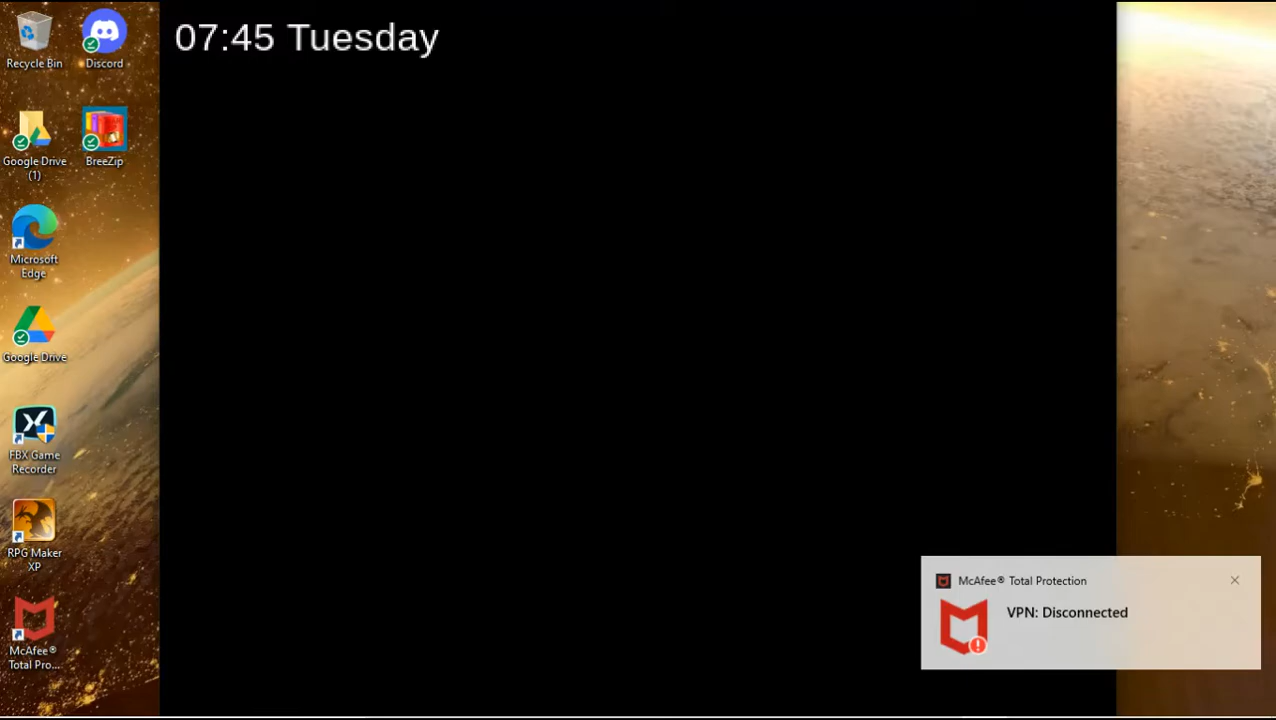 07:45 Tuesday
Recycle Bin
Discord
Google Drive
(1)
BreeZip
Microsoft
Edge
Google Drive
FBX Game
Recorder
RPG Maker
XP
McAfee®
Total Pro...
McAfee® Total Protection
VPN: Disconnected